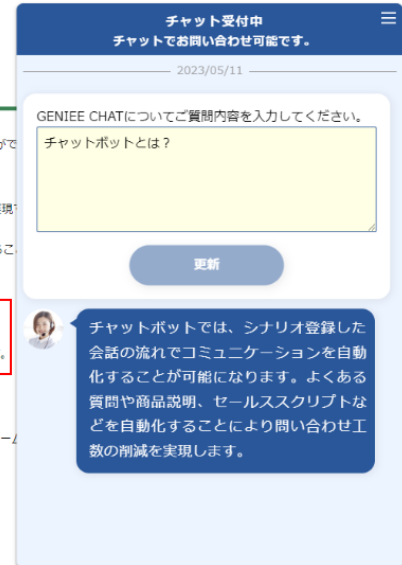 チャット受付中
チャットでお問い合わせ可能です。
2023/05/11
GENIEE CHATについてご質問内容を入力してください。
チャットボットとは？
更新
チャットボットでは、シナリオ登録した
会話の流れでコミュニケーションを自動
化することが可能になります。よくある
質問や商品説明、セールススクリプトな
どを自動化することにより問い合わせ工
数の削減を実現します。